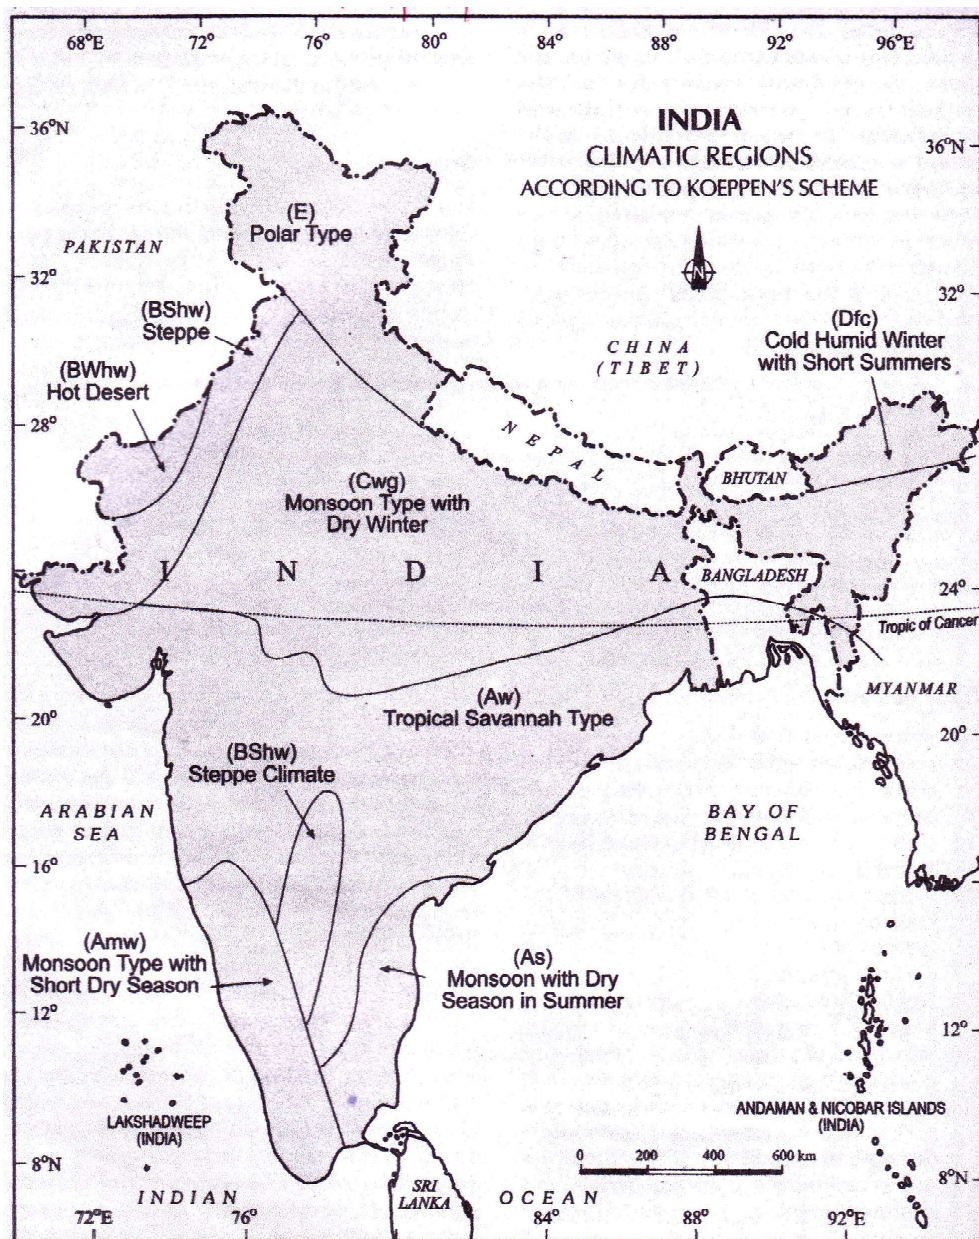 68°E
72°
76°
80°
84°
88°
92°
96°E
36°N
36°N
INDIA
CLIMATIC REGIONS
ACCORDING TO KOEPPEN'S SCHEME
N
(E)
Polar Type
PAKISTAN
32°
32°
(BShw)
Steppe
(BWhw)
Hot Desert
CHINA
(TIBET)
(Dfc)
Cold Humid Winter
with Short Summers
28°
NEPAL
BHUTAN
(Cwg)
Monsoon Type with
Dry Winter
INDIA
BANGLADESH
24°
Tropic of Cancer
MYANMAR
(Aw)
Tropical Savannah Type
20°
20°
(BShw)
Steppe Climate
ARABIAN
SEA
BAY OF
BENGAL
16°
(Amw)
Monsoon Type with
Short Dry Season
(As)
Monsoon with Dry
Season in Summer
12°
12°
LAKSHADWEEP
(INDIA)
ANDAMAN & NICOBAR ISLANDS
(INDIA)
0 200 400 600 km
8°N
8°N
SRI
LANKA
INDIAN OCEAN
72°E
76°
84°
88°
92°E